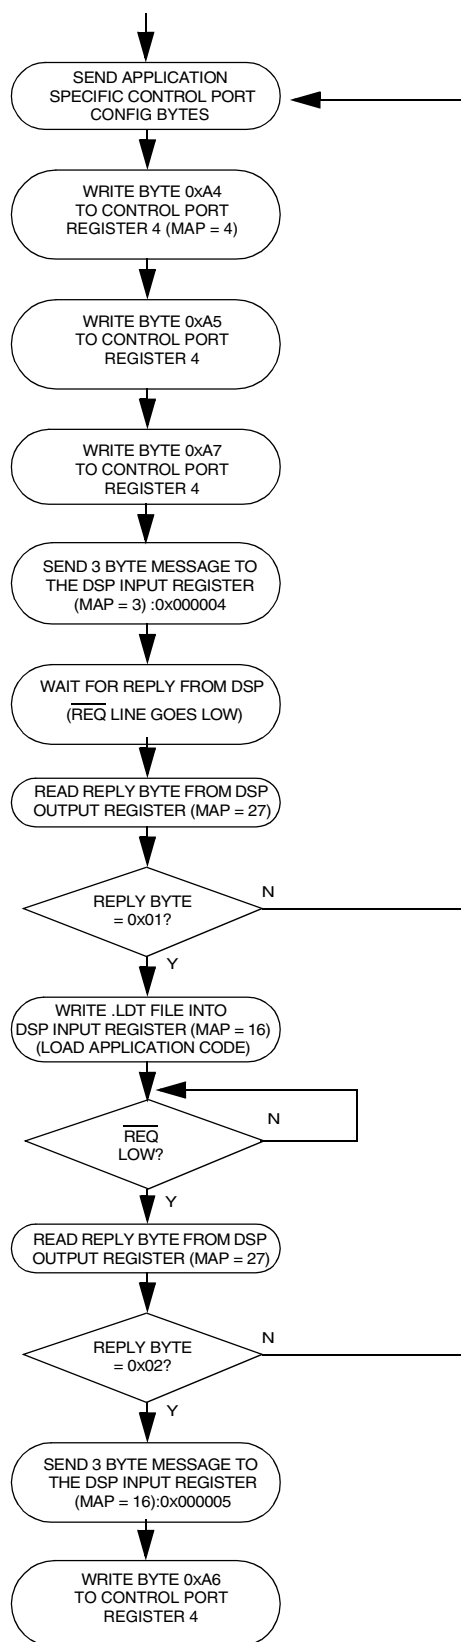 SEND APPLICATION
SPECIFIC CONTROL PORT
CONFIG BYTES
WRITE BYTE 0xA4
TO CONTROL PORT
REGISTER 4 (MAP = 4)
WRITE BYTE 0xA5
TO CONTROL PORT
REGISTER 4
WRITE BYTE 0xA7
TO CONTROL PORT
REGISTER 4
SEND 3 BYTE MESSAGE TO
THE DSP INPUT REGISTER
(MAP = 3) :0x000004
WAIT FOR REPLY FROM DSP
(REQ LINE GOES LOW)
READ REPLY BYTE FROM DSP
OUTPUT REGISTER (MAP = 27)
N
REPLY BYTE
= 0x01?
Y
WRITE .LDT FILE INTO
DSP INPUT REGISTER (MAP = 16)
(LOAD APPLICATION CODE)
N
REQ
LOW?
Y
READ REPLY BYTE FROM DSP
OUTPUT REGISTER (MAP = 27)
N
REPLY BYTE
= 0x02?
Y
SEND 3 BYTE MESSAGE TO
THE DSP INPUT REGISTER
(MAP = 16):0x000005
WRITE BYTE 0xA6
TO CONTROL PORT
REGISTER 4